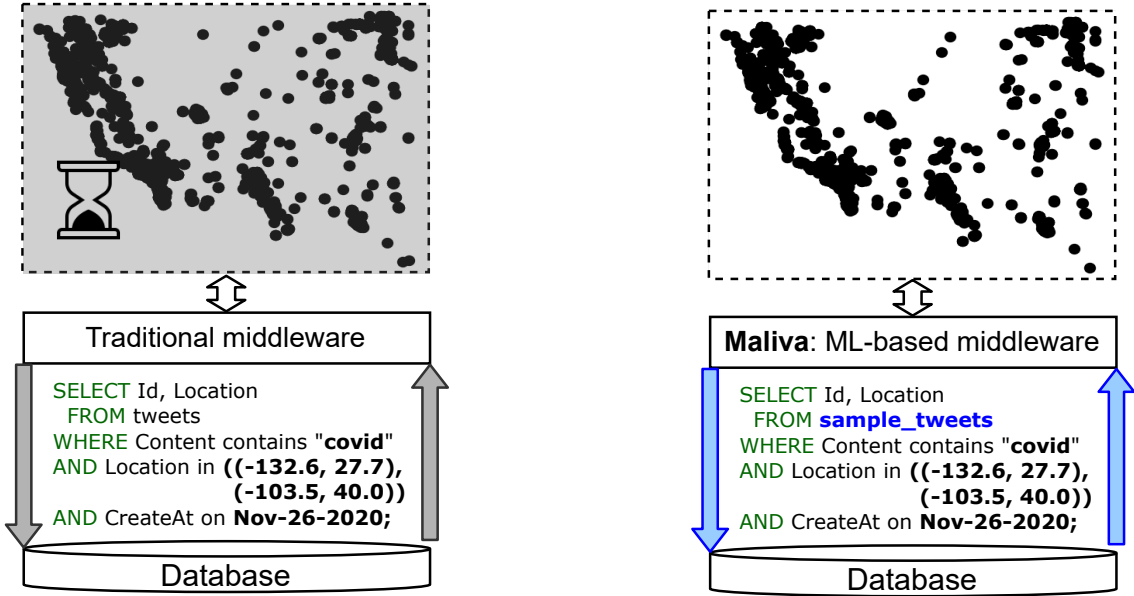 Traditional middleware
SELECT Id, Location
FROM tweets
WHERE Content contains "covid"
AND Location in ((-132.6, 27.7),
(-103.5, 40.0))
AND CreateAt on Nov-26-2020;
Database
Maliva: ML-based middleware
SELECT Id, Location
FROM sample_tweets
WHERE Content contains "covid"
AND Location in ((-132.6, 27.7),
(-103.5, 40.0))
AND CreateAt on Nov-26-2020;
Database